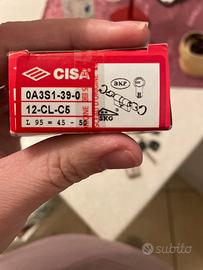 CISA
0A3S1-39-0
12-CL-C5
L 95 = 45 - 50
BKP
SKG
subito